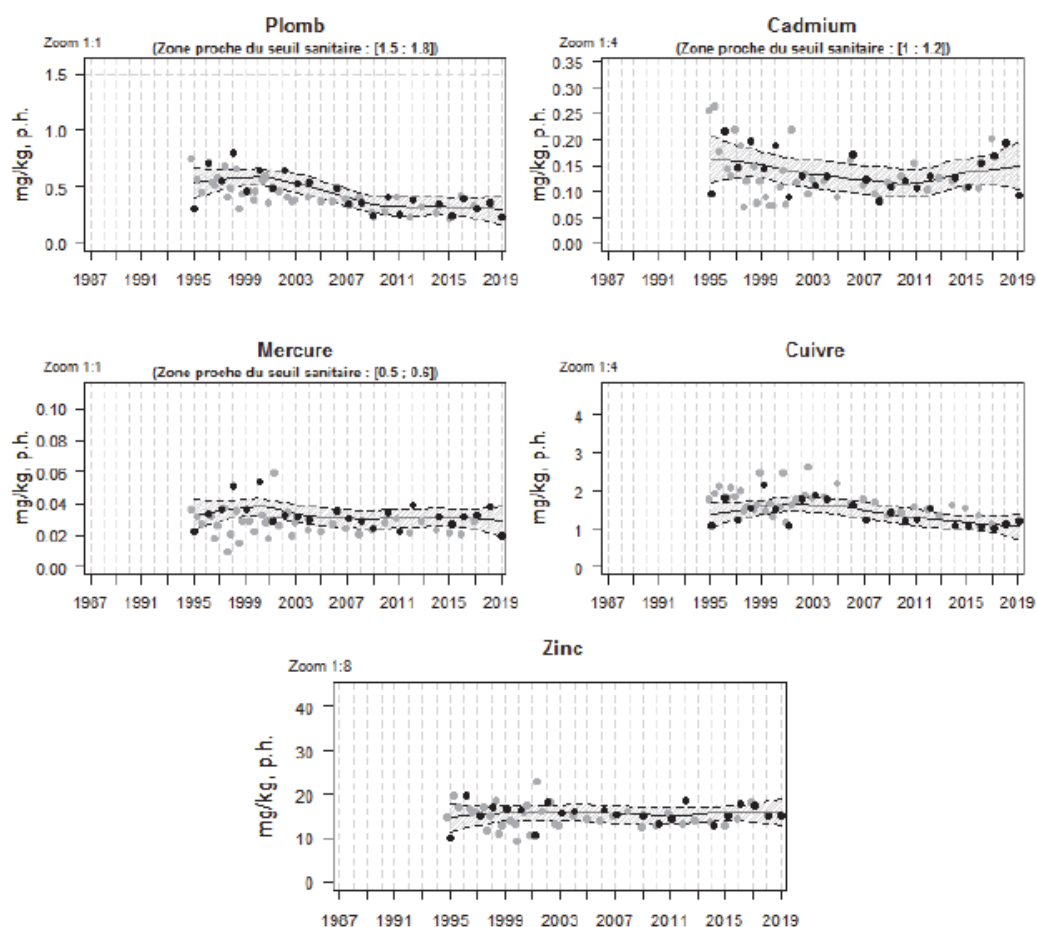 Plomb
Zoom 1:1
(Zone proche du seuil sanitaire : [1.5 ; 1.8])
mg/kg, p.h.
1.5
1.0
0.5
0.0
1987 1991 1995 1999 2003 2007 2011 2015 2019
Cadmium
Zoom 1:4
(Zone proche du seuil sanitaire : [1 : 1.2])
mg/kg, p.h.
0.35
0.30
0.25
0.20
0.15
0.10
0.05
0.00
1987 1991 1995 1999 2003 2007 2011 2015 2019
Mercure
Zoom 1:1
(Zone proche du seuil sanitaire : [0.5 ; 0.6])
mg/kg, p.h.
0.10
0.08
0.06
0.04
0.02
0.00
1987 1991 1995 1999 2003 2007 2011 2015 2019
Cuivre
Zoom 1:4
mg/kg, p.h.
4
3
2
1
0
1987 1991 1995 1999 2003 2007 2011 2015 2019
Zinc
Zoom 1:8
mg/kg, p.h.
40
30
20
10
0
1987 1991 1995 1999 2003 2007 2011 2015 2019